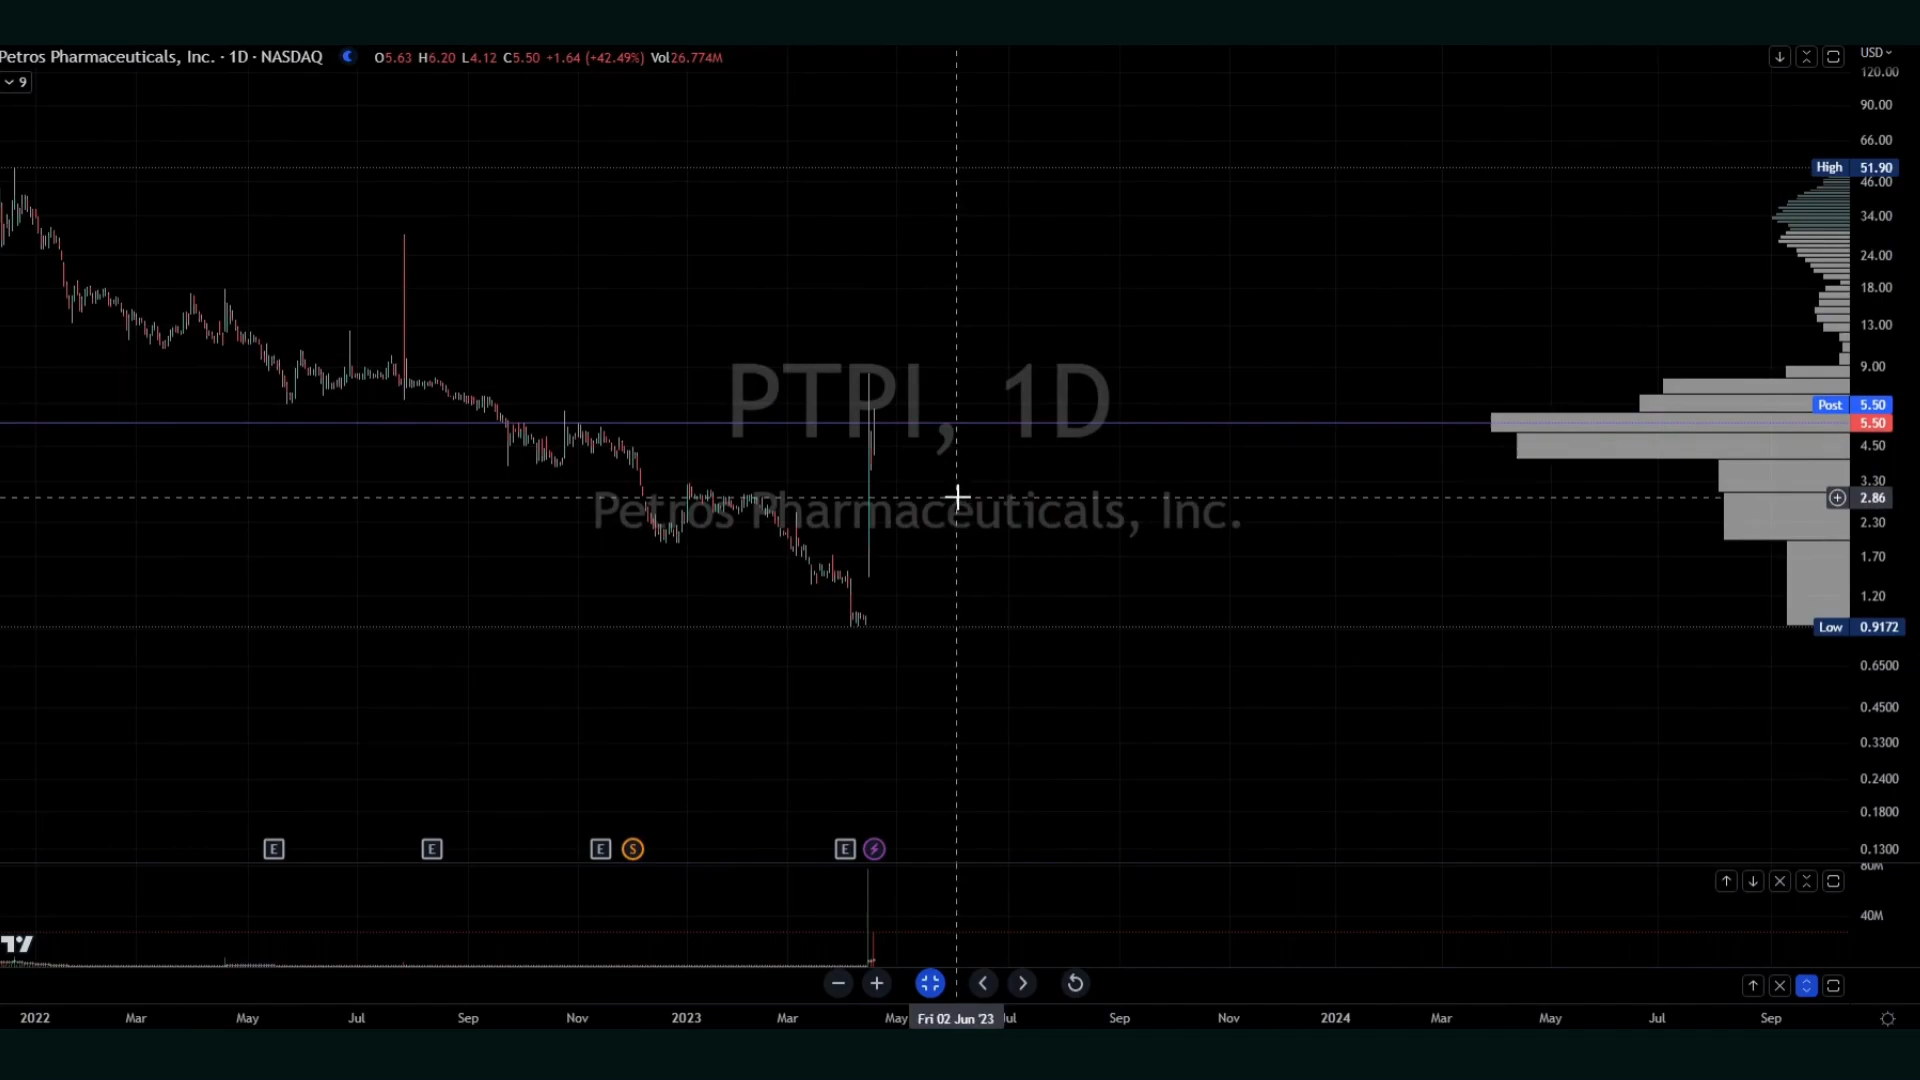 Petros Pharmaceuticals, Inc. · 1D · NASDAQ O5.63 H6.20 L4.12 C5.50 +1.64 (+42.49%) Vol26.774M
USD
9
120.00
90.00
66.00
High 51.90
46.00
34.00
24.00
18.00
13.00
9.00
Post 5.50
5.50
4.50
3.30
2.86
2.30
1.70
1.20
Low 0.9172
0.6500
0.4500
0.3300
0.2400
0.1800
0.1300
PTPI, 1D
Petros Pharmaceuticals, Inc.
E E E S E
80M
40M
2022 Mar May Jul Sep Nov 2023 Mar May Fri 02 Jun '23 Jul Sep Nov 2024 Mar May Jul Sep